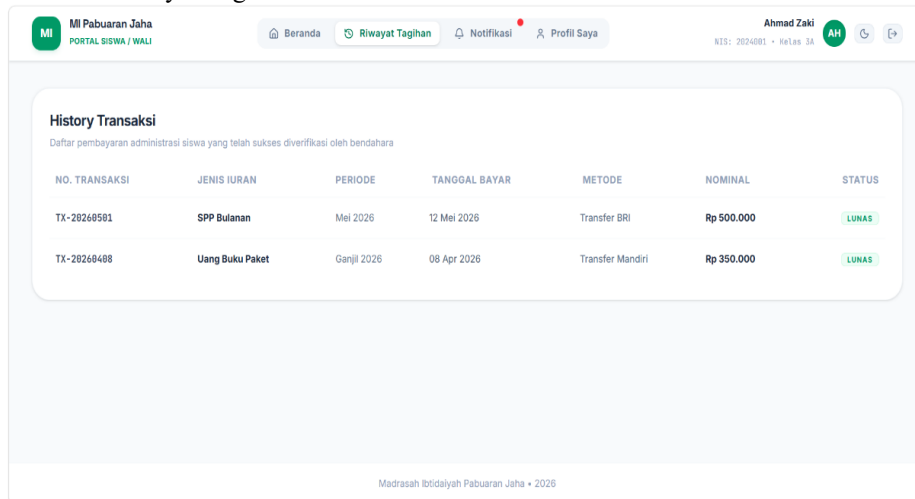 MI
MI Pabuaran Jaha
PORTAL SISWA / WALI
Beranda
Riwayat Tagihan
Notifikasi
Profil Saya
Ahmad Zaki
NIS: 2024001 • Kelas 3A
AH
History Transaksi
Daftar pembayaran administrasi siswa yang telah sukses diverifikasi oleh bendahara
NO. TRANSAKSI JENIS IURAN PERIODE TANGGAL BAYAR METODE NOMINAL STATUS
TX-20260501 SPP Bulanan Mei 2026 12 Mei 2026 Transfer BRI Rp 500.000 LUNAS
TX-20260408 Uang Buku Paket Ganjil 2026 08 Apr 2026 Transfer Mandiri Rp 350.000 LUNAS
Madrasah Ibtidaiyah Pabuaran Jaha • 2026